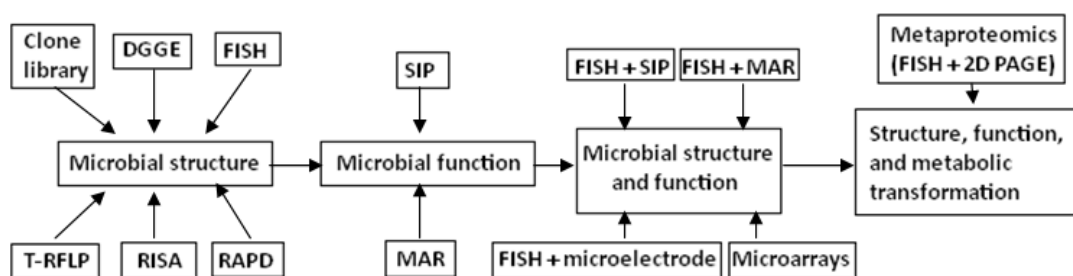 Clone
library
DGGE
FISH
SIP
FISH + SIP
FISH + MAR
Metaproteomics
(FISH + 2D PAGE)
Microbial structure
Microbial function
Microbial structure
and function
Structure, function,
and metabolic
transformation
T-RFLP
RISA
RAPD
MAR
FISH + microelectrode
Microarrays